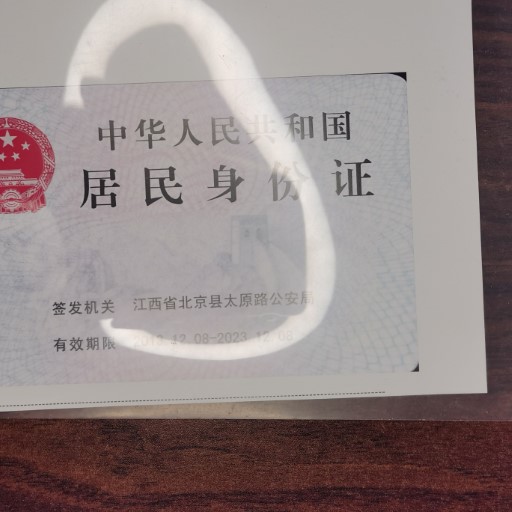 中华人民共和国
居民身份证
签发机关 江西省北京县太原路公安局
有效期限 2013.12.08-2023.12.08